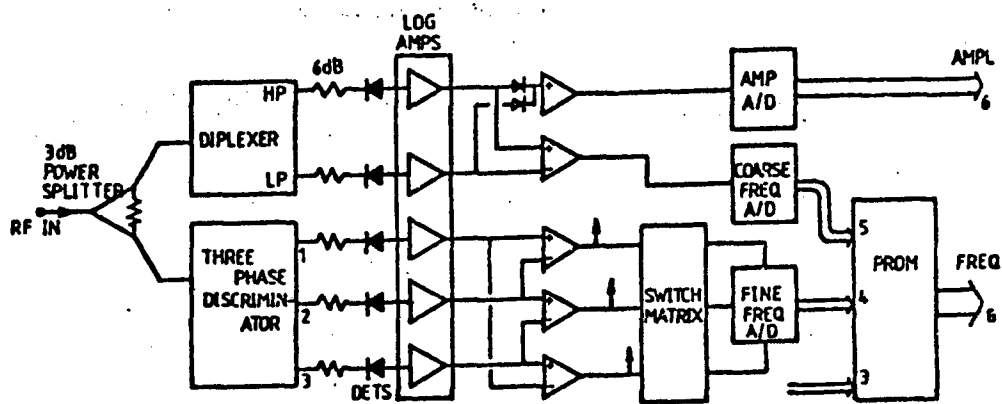 LOG
AMPS
6dB
HP
DIPLEXER
LP
3dB
POWER
SPLITTER
RF IN
THREE
PHASE
DISCRIMIN
ATOR
1
2
3
DETS
+
+
-
+
-
+
-
+
-
SWITCH
MATRIX
AMP
A/D
AMPL
6
COARSE
FREQ
A/D
FINE
FREQ
A/D
5
4
3
PROM
FREQ
6